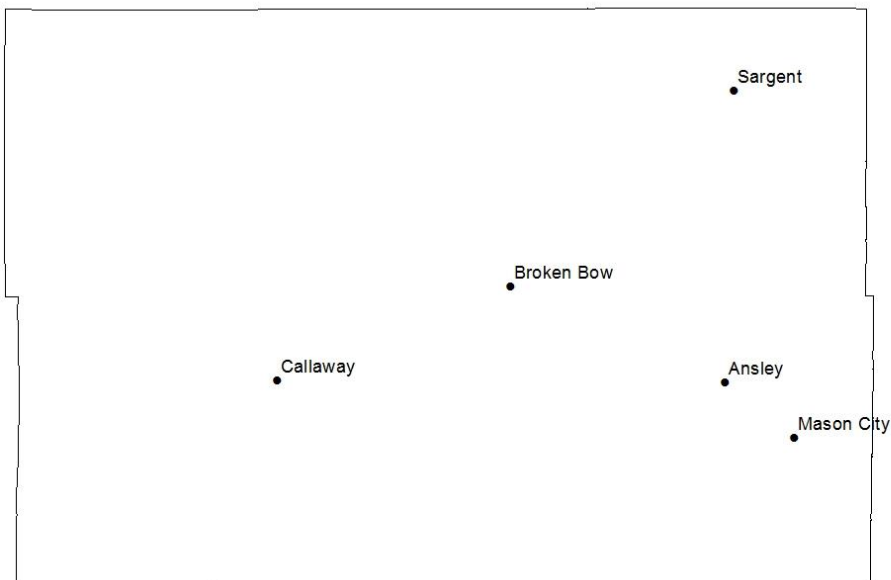 Sargent
Broken Bow
Callaway
Ansley
Mason City